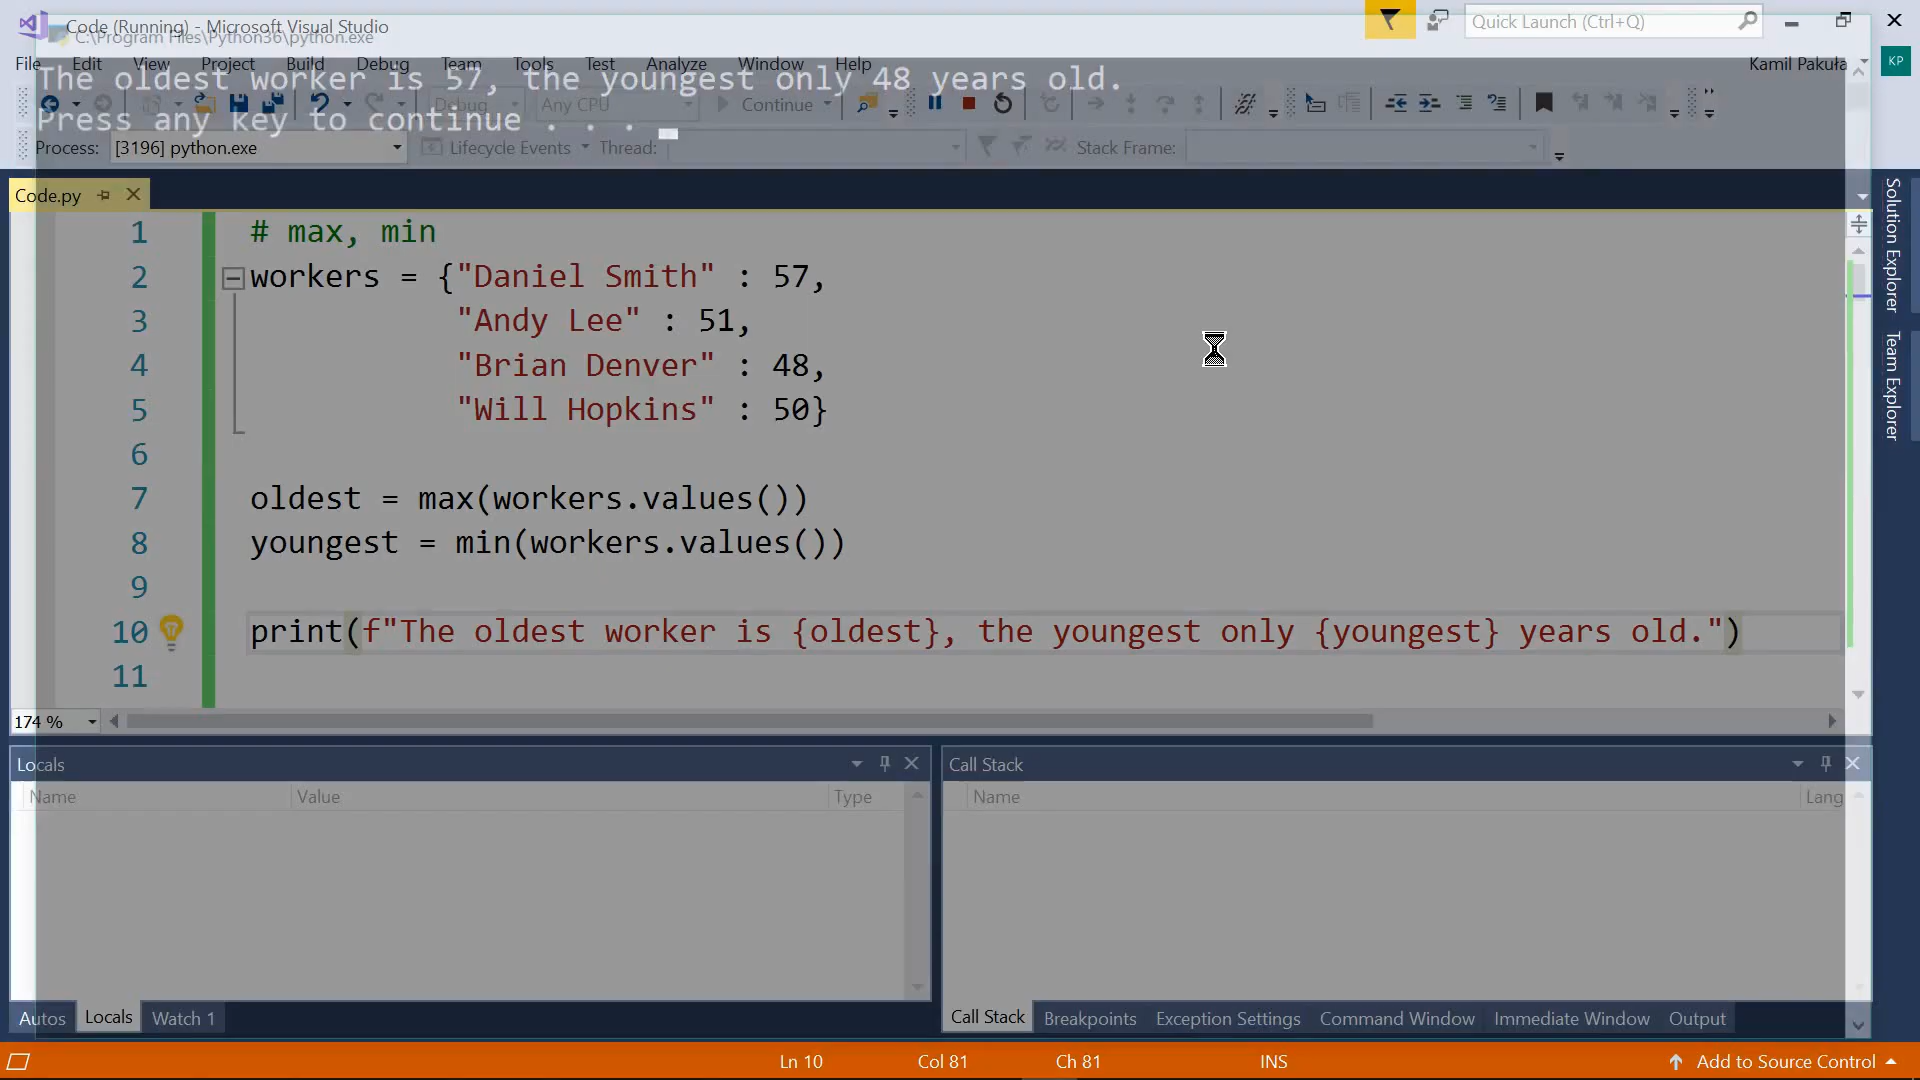 Code (Running) - Microsoft Visual Studio
Quick Launch (Ctrl+Q)
C:\Program Files\Python36\python.exe
File Edit View Project Build Debug Team Tools Test Analyze Window Help
Kamil Pakuła
KP
The oldest worker is 57, the youngest only 48 years old.
Debug Any CPU Continue
Press any key to continue . . .
Process: [3196] python.exe Lifecycle Events Thread: Stack Frame:
Code.py
1 # max, min
2 workers = {"Daniel Smith" : 57,
3 "Andy Lee" : 51,
4 "Brian Denver" : 48,
5 "Will Hopkins" : 50}
6
7 oldest = max(workers.values())
8 youngest = min(workers.values())
9
10 print(f"The oldest worker is {oldest}, the youngest only {youngest} years old.")
11
Solution Explorer
Team Explorer
174 %
Locals
Name Value Type
Call Stack
Name Lang
Autos Locals Watch 1
Call Stack Breakpoints Exception Settings Command Window Immediate Window Output
Ln 10 Col 81 Ch 81 INS Add to Source Control